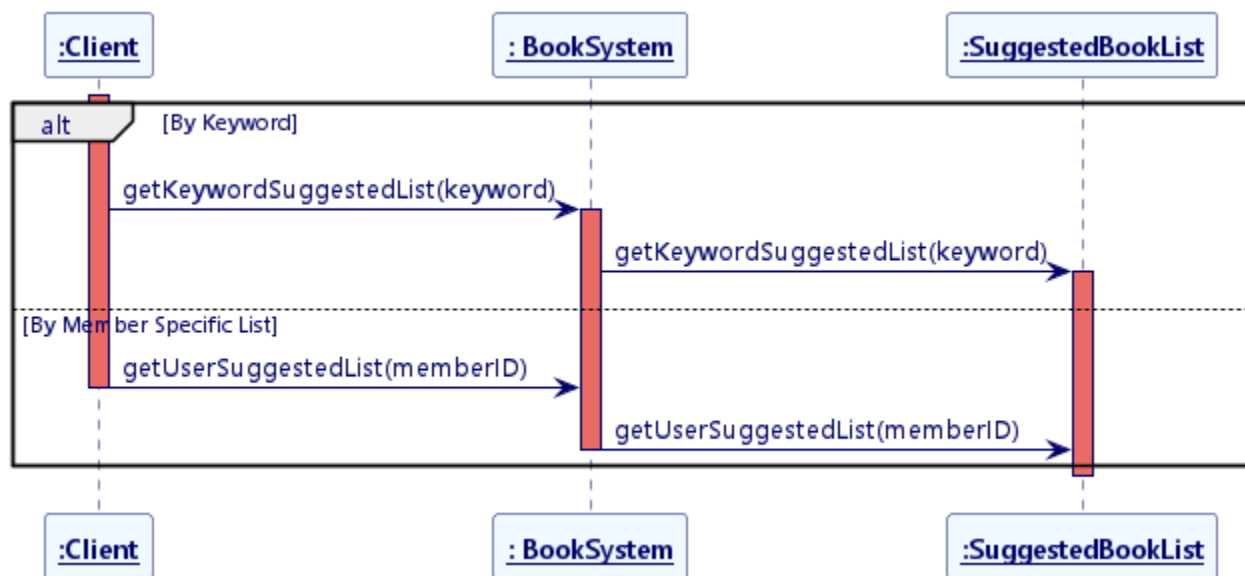 :Client
: BookSystem
:SuggestedBookList
alt
[By Keyword]
getKeywordSuggestedList(keyword)
getKeywordSuggestedList(keyword)
[By Member Specific List]
getUserSuggestedList(memberID)
getUserSuggestedList(memberID)
:Client
: BookSystem
:SuggestedBookList